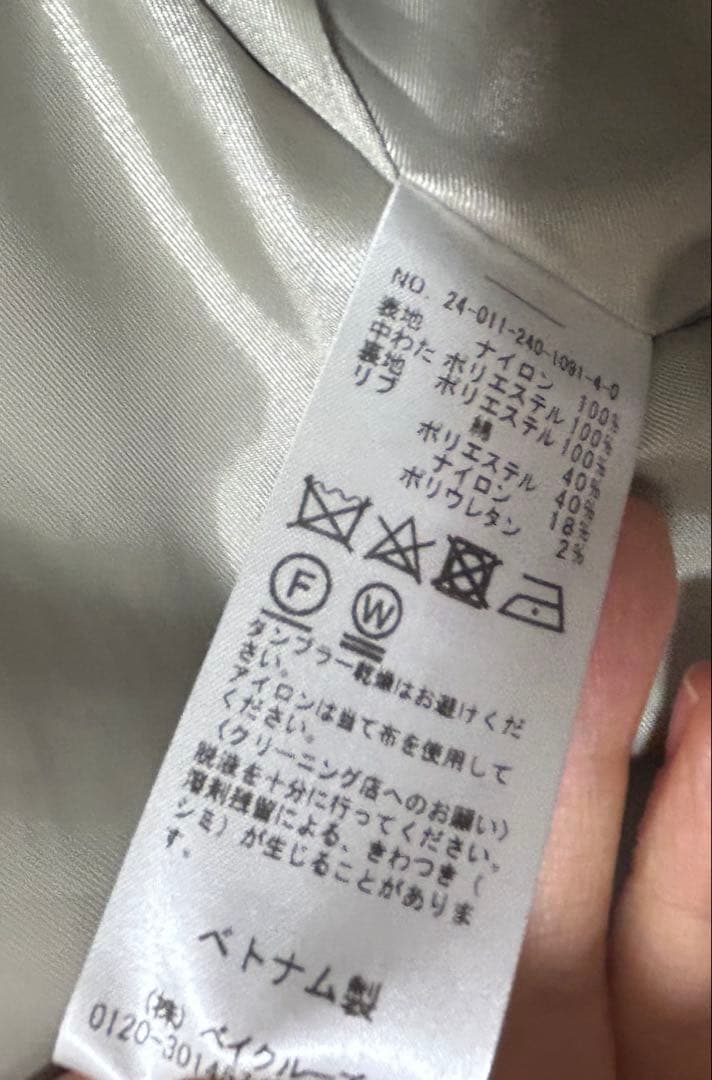 NO. 24-011-240-1091-4-0
表地 ナイロン 100%
中わた ポリエステル 100%
裏地 ポリエステル 100%
リブ 綿 40%
ポリエステル 40%
ナイロン 18%
ポリウレタン 2%
F W
タンブラー乾燥はお避けくだ
さい。
アイロンは当て布を使用して
ください。
〈クリーニング店へのお願い〉
脱液を十分に行ってください。
溶剤残留による、きわつき(
シミ)が生じることがありま
す。
ベトナム製
(株)ベイクルーズ
0120-3014